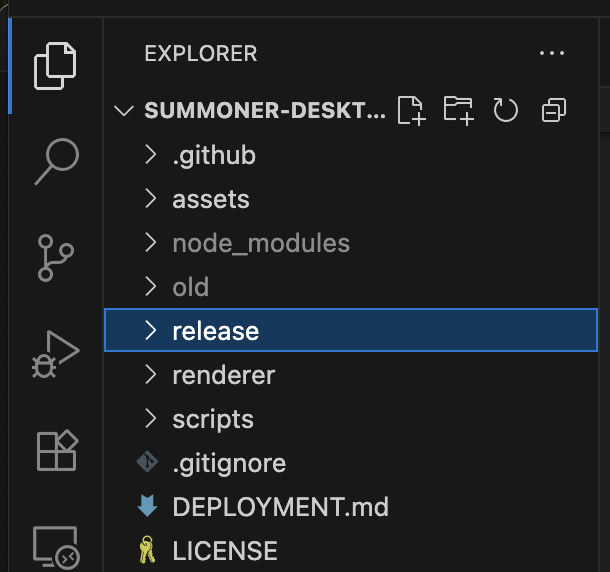 EXPLORER
SUMMONER-DESKT...
.github
assets
node_modules
old
release
renderer
scripts
.gitignore
DEPLOYMENT.md
LICENSE